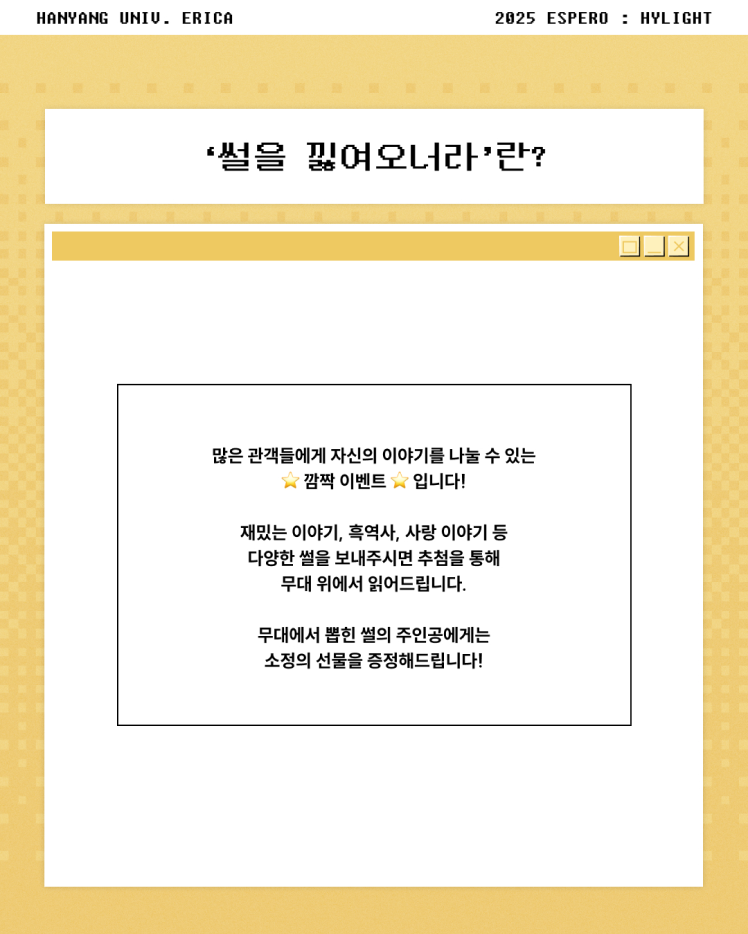 HANYANG UNIV. ERICA
2025 ESPERO : HYLIGHT
‘썰을 낋여오너라’란?
많은 관객들에게 자신의 이야기를 나눌 수 있는
⭐ 깜짝 이벤트 ⭐ 입니다!
재밌는 이야기, 흑역사, 사랑 이야기 등
다양한 썰을 보내주시면 추첨을 통해
무대 위에서 읽어드립니다.
무대에서 뽑힌 썰의 주인공에게는
소정의 선물을 증정해드립니다!